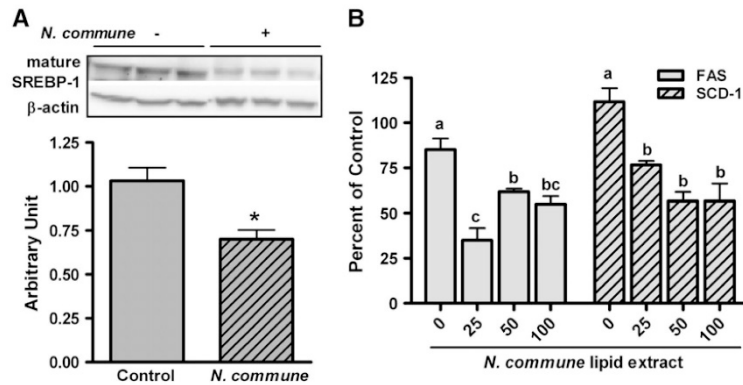 A
N. commune - +
mature
SREBP-1
β-actin
Arbitrary Unit
1.25
1.00
0.75
0.50
0.25
0.00
*
Control N. commune
B
FAS
SCD-1
Percent of Control
125
100
75
50
25
0
a c b bc a b b b
0 25 50 100 0 25 50 100
N. commune lipid extract